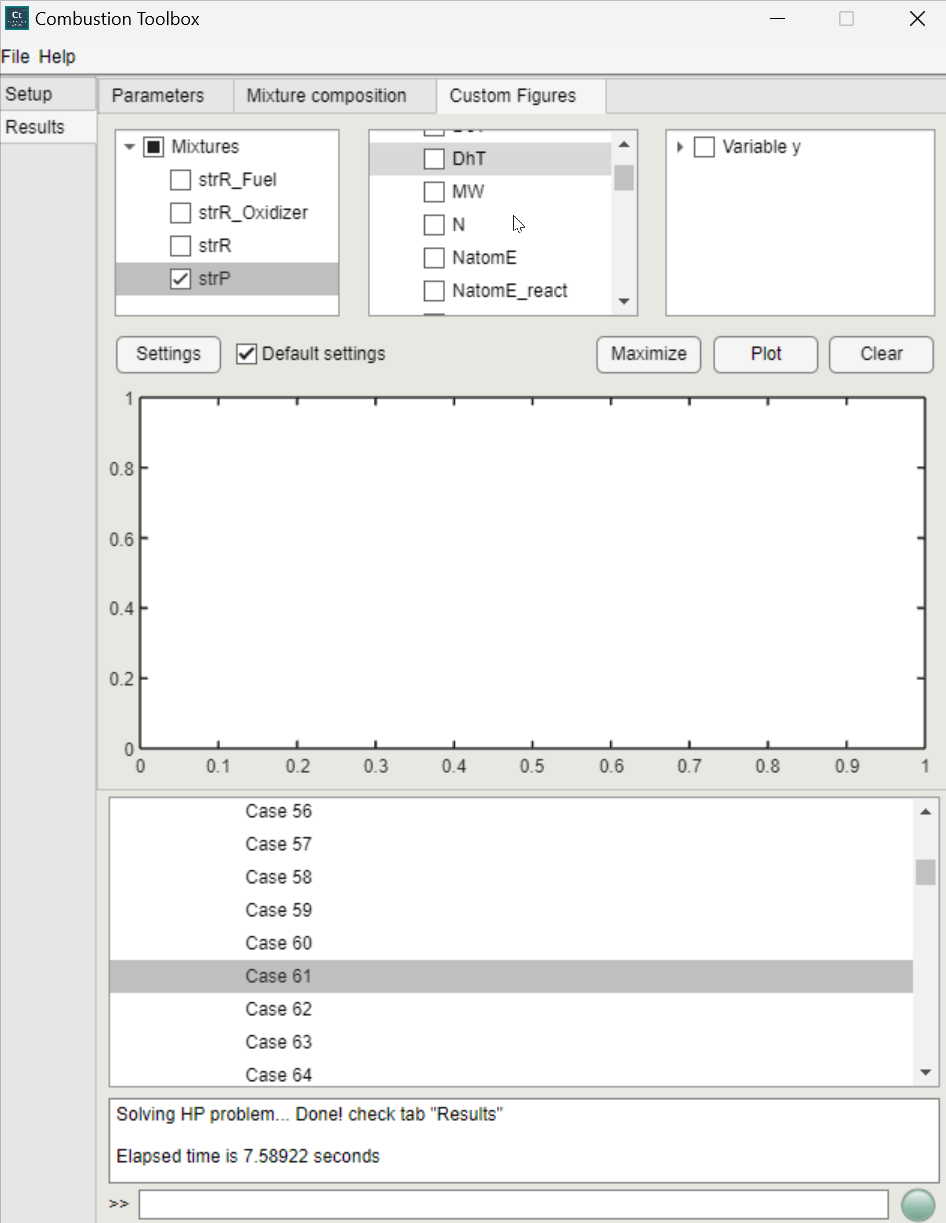 Ct Combustion Toolbox
File Help
Setup
Results
Parameters Mixture composition Custom Figures
Mixtures
strR_Fuel
strR_Oxidizer
strR
strP
DhT
MW
N
NatomE
NatomE_react
Variable y
Settings Default settings Maximize Plot Clear
1
0.8
0.6
0.4
0.2
0
0 0.1 0.2 0.3 0.4 0.5 0.6 0.7 0.8 0.9 1
Case 56
Case 57
Case 58
Case 59
Case 60
Case 61
Case 62
Case 63
Case 64
Solving HP problem... Done! check tab "Results"
Elapsed time is 7.58922 seconds
>>